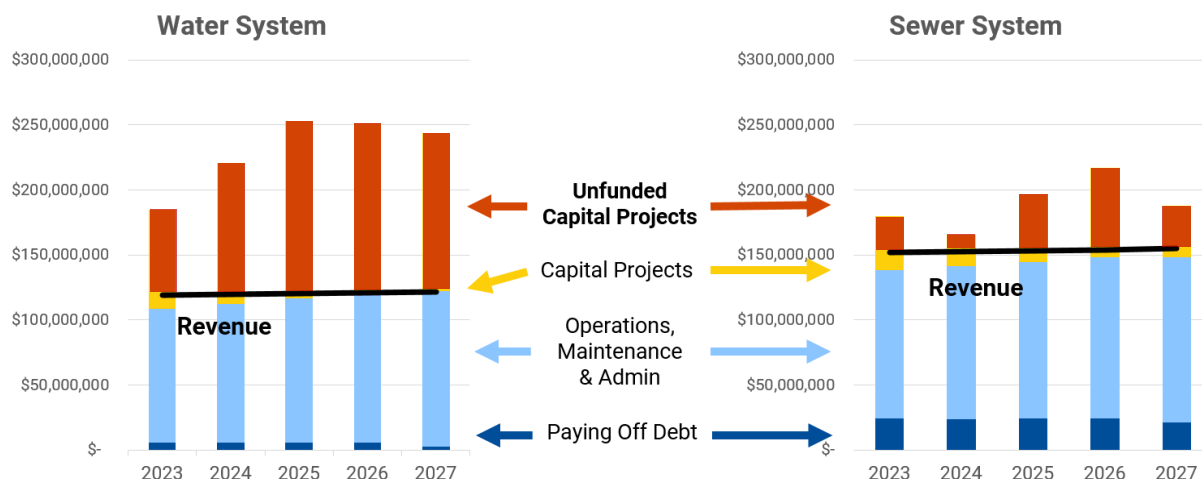 Water System
$300,000,000
$250,000,000
$200,000,000
$150,000,000
$100,000,000
$50,000,000
$-
Revenue
2023 2024 2025 2026 2027
Unfunded
Capital Projects
Capital Projects
Operations,
Maintenance
& Admin
Paying Off Debt
Sewer System
$300,000,000
$250,000,000
$200,000,000
$150,000,000
$100,000,000
$50,000,000
$-
Revenue
2023 2024 2025 2026 2027